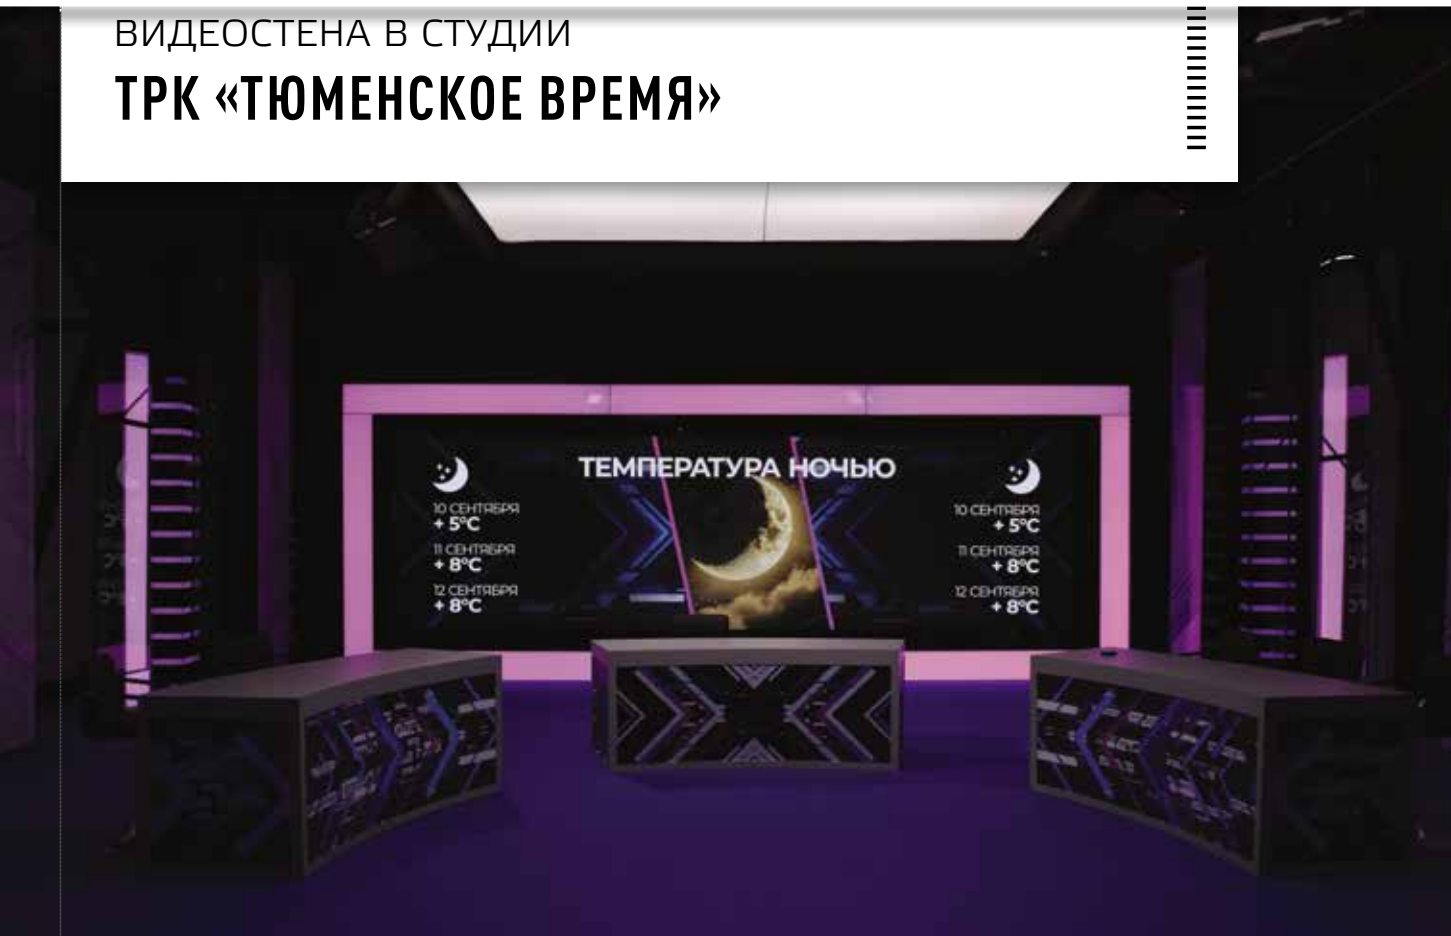 ВИДЕОСТЕНА В СТУДИИ
ТРК «ТЮМЕНСКОЕ ВРЕМЯ»
ТЕМПЕРАТУРА НОЧЬЮ
10 СЕНТЯБРЯ
+ 5°C
11 СЕНТЯБРЯ
+ 8°C
12 СЕНТЯБРЯ
+ 8°C
10 СЕНТЯБРЯ
+ 5°C
11 СЕНТЯБРЯ
+ 8°C
12 СЕНТЯБРЯ
+ 8°C